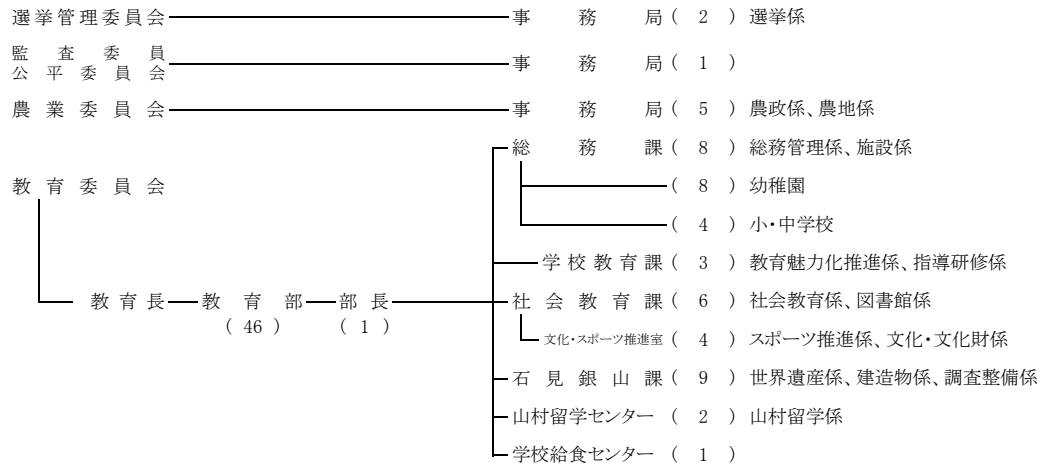 選挙管理委員会 事務局 ( 2 ) 選挙係
監査委員
公平委員会 事務局 ( 1 )
農業委員会 事務局 ( 5 ) 農政係、農地係
総務課 ( 8 ) 総務管理係、施設係
教育委員会 ( 8 ) 幼稚園
( 4 ) 小・中学校
学校教育課 ( 3 ) 教育魅力化推進係、指導研修係
教育長 教育部 部長 社会教育課 ( 6 ) 社会教育係、図書館係
( 46 ) ( 1 )
文化・スポーツ推進室 ( 4 ) スポーツ推進係、文化・文化財係
石見銀山課 ( 9 ) 世界遺産係、建造物係、調査整備係
山村留学センター ( 2 ) 山村留学係
学校給食センター ( 1 )